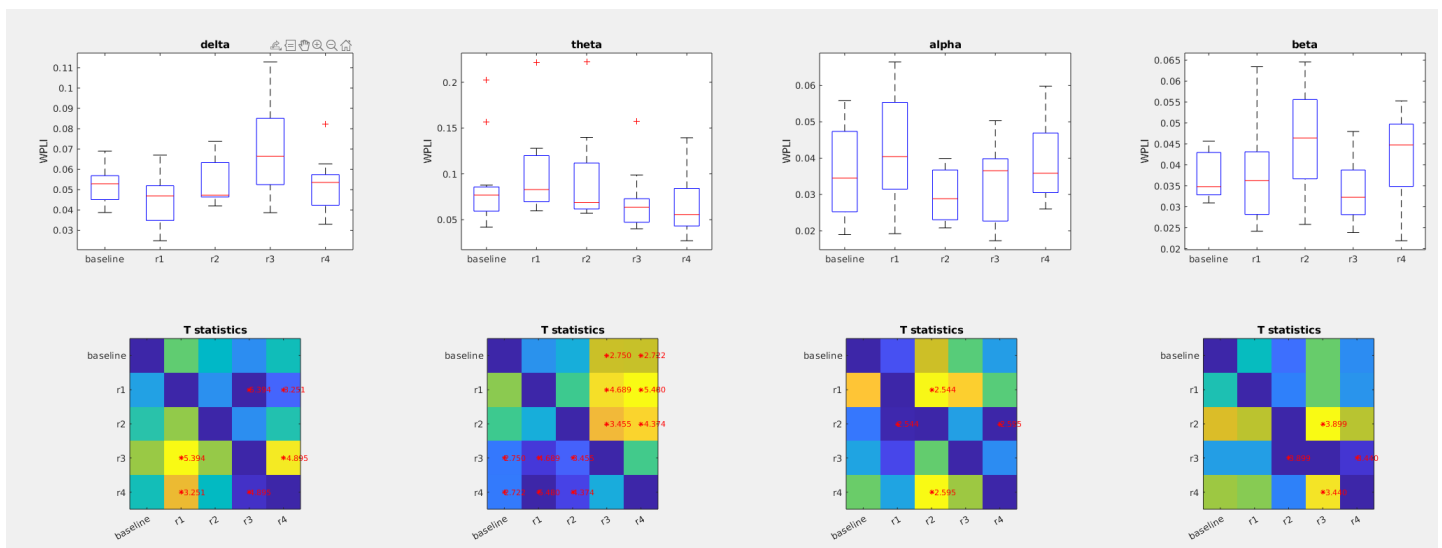 delta
theta
alpha
beta
WPLI
0.11
0.1
0.09
0.08
0.07
0.06
0.05
0.04
0.03
baseline r1 r2 r3 r4
WPLI
0.2
0.15
0.1
0.05
baseline r1 r2 r3 r4
WPLI
0.06
0.05
0.04
0.03
0.02
baseline r1 r2 r3 r4
WPLI
0.065
0.06
0.055
0.05
0.045
0.04
0.035
0.03
0.025
0.02
baseline r1 r2 r3 r4
T statistics
baseline
r1
r2
r3
r4
*5.394
*4.895
*3.251
baseline r1 r2 r3 r4
T statistics
baseline
r1
r2
r3
r4
*2.750 *2.722
*4.689 *5.480
*3.455 *4.374
baseline r1 r2 r3 r4
T statistics
baseline
r1
r2
r3
r4
*2.544
*2.595
baseline r1 r2 r3 r4
T statistics
baseline
r1
r2
r3
r4
*3.899
baseline r1 r2 r3 r4